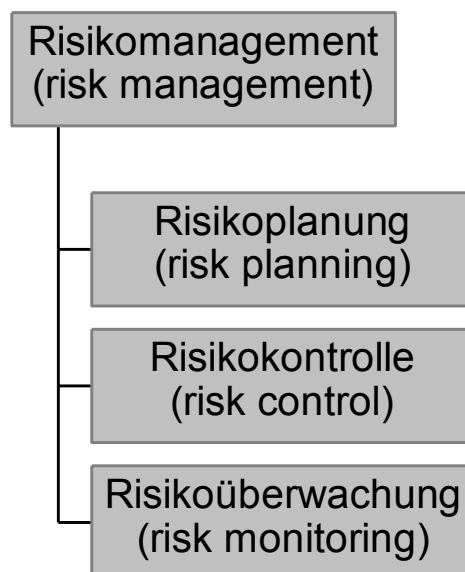 Risikomanagement
(risk management)
Risikoplanung
(risk planning)
Risikokontrolle
(risk control)
Risikoüberwachung
(risk monitoring)